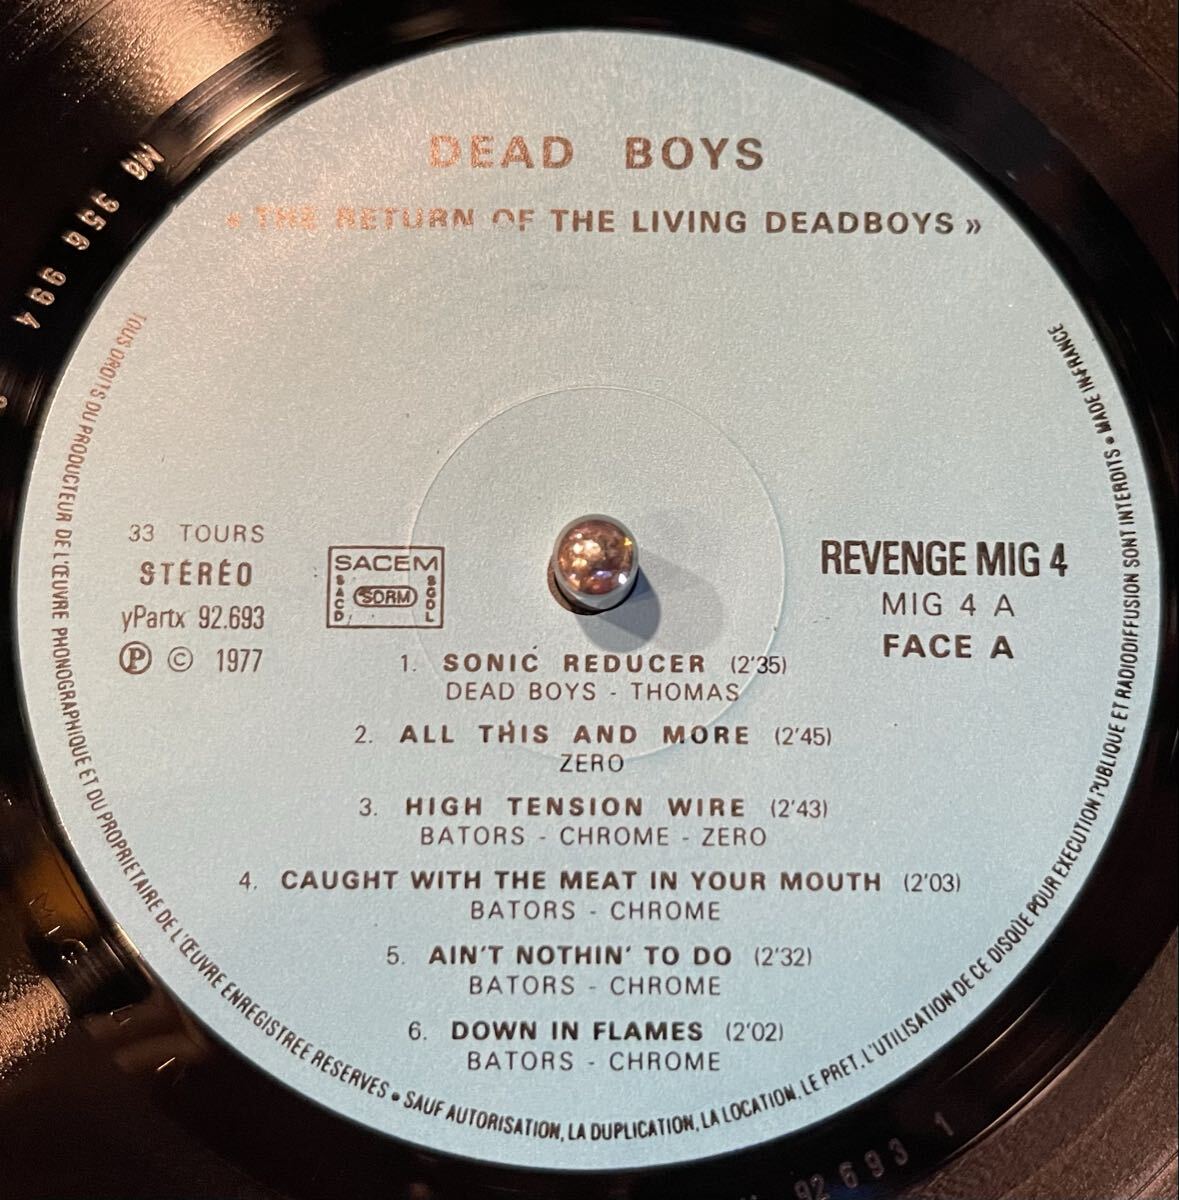 DEAD BOYS
« THE RETURN OF THE LIVING DEADBOYS »
33 TOURS
STÉRÉO
yPartx 92.693
Ⓟ © 1977
SACEM
SACD
SDRM
SGDL
REVENGE MIG 4
MIG 4 A
FACE A
1. SONIC REDUCER (2'35)
DEAD BOYS - THOMAS
2. ALL THIS AND MORE (2'45)
ZERO
3. HIGH TENSION WIRE (2'43)
BATORS - CHROME - ZERO
4. CAUGHT WITH THE MEAT IN YOUR MOUTH (2'03)
BATORS - CHROME
5. AIN'T NOTHIN' TO DO (2'32)
BATORS - CHROME
6. DOWN IN FLAMES (2'02)
BATORS - CHROME
TOUS DROITS DU PRODUCTEUR DE L'ŒUVRE PHONOGRAPHIQUE ET DU PROPRIETAIRE DE L'ŒUVRE ENREGISTREE RESERVES • SAUF AUTORISATION, LA DUPLICATION, LA LOCATION, LE PRET, L'UTILISATION DE CE DISQUE POUR EXECUTION PUBLIQUE ET RADIODIFFUSION SONT INTERDITS • MADE IN FRANCE
M6 956 994
MIG
92693 1